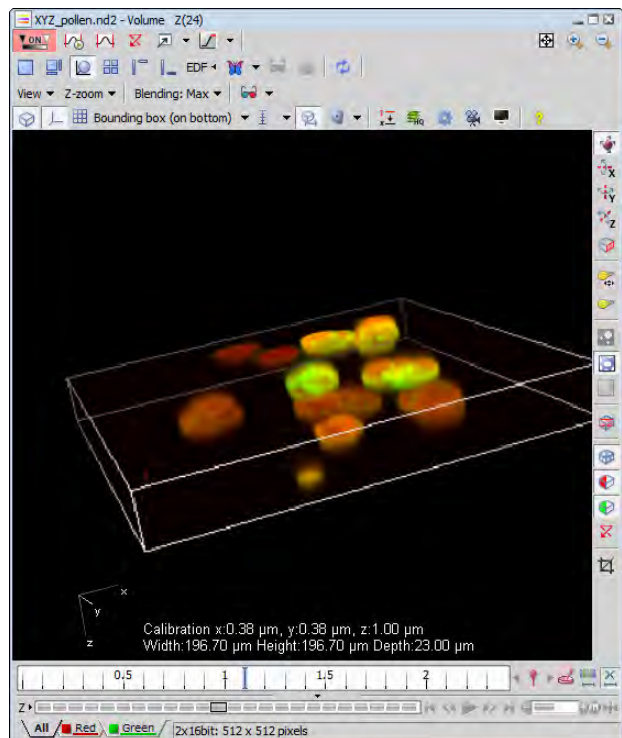 XYZ_pollen.nd2 - Volume Z(24)
ON
EDF
View Z-zoom Blending: Max
Bounding box (on bottom)
HQ
X
Y
Z
x
y
z
Calibration x:0.38 µm, y:0.38 µm, z:1.00 µm
Width:196.70 µm Height:196.70 µm Depth:23.00 µm
0.5 1 1.5 2
Z
All Red Green 2x16bit: 512 x 512 pixels